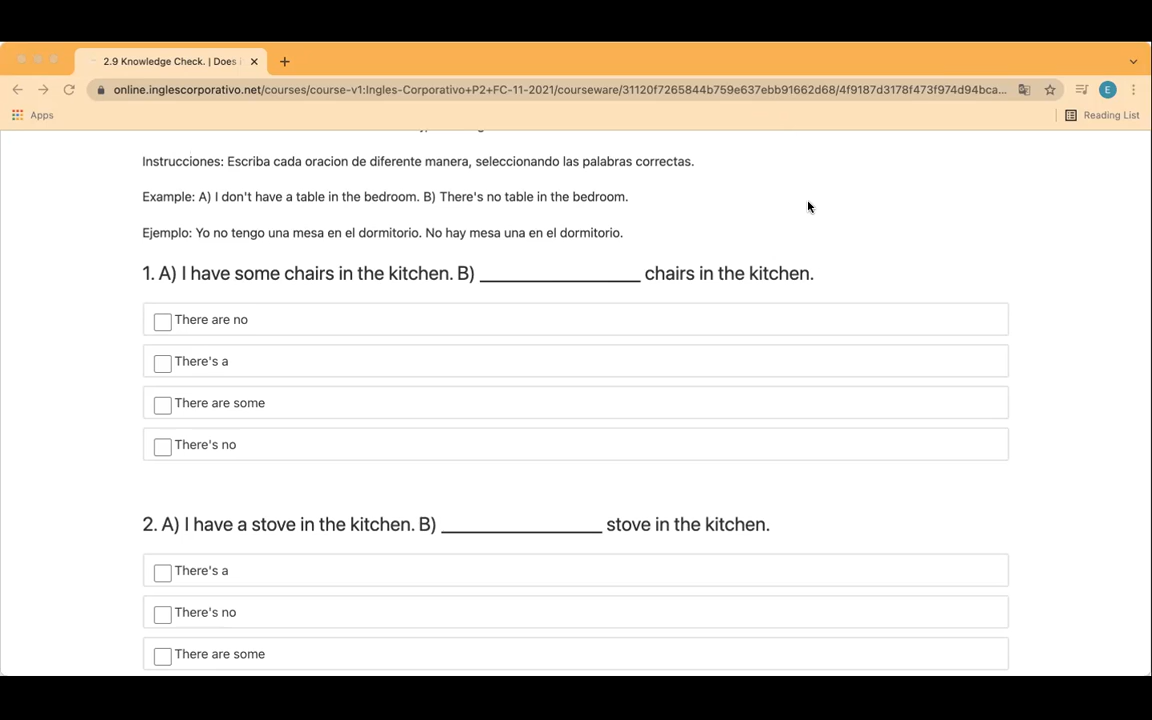 2.9 Knowledge Check. | Does
online.inglescorporativo.net/courses/course-v1:Ingles-Corporativo+P2+FC-11-2021/courseware/31120f7265844b759e637ebb91662d68/4f9187d3178f473f974d94bca...
E
Apps
Reading List
Instrucciones: Escriba cada oracion de diferente manera, seleccionando las palabras correctas.
Example: A) I don't have a table in the bedroom. B) There's no table in the bedroom.
Ejemplo: Yo no tengo una mesa en el dormitorio. No hay mesa una en el dormitorio.
1. A) I have some chairs in the kitchen. B) _________________ chairs in the kitchen.
There are no
There's a
There are some
There's no
2. A) I have a stove in the kitchen. B) _________________ stove in the kitchen.
There's a
There's no
There are some